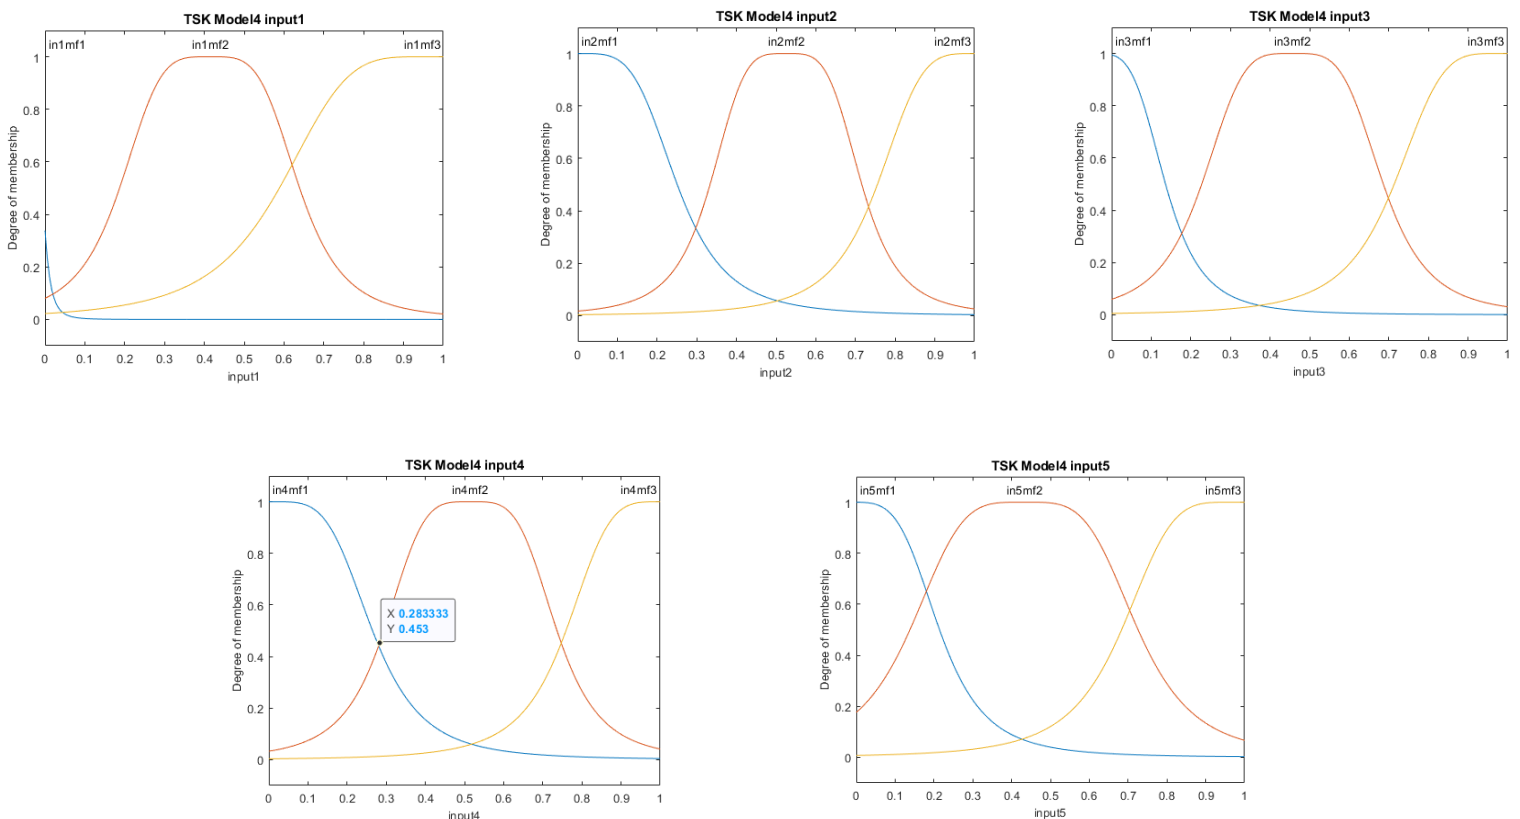 TSK Model4 input1
in1mf1 in1mf2 in1mf3
1
0.8
0.6
0.4
0.2
0
Degree of membership
0 0.1 0.2 0.3 0.4 0.5 0.6 0.7 0.8 0.9 1
input1
TSK Model4 input2
in2mf1 in2mf2 in2mf3
1
0.8
0.6
0.4
0.2
0
Degree of membership
0 0.1 0.2 0.3 0.4 0.5 0.6 0.7 0.8 0.9 1
input2
TSK Model4 input3
in3mf1 in3mf2 in3mf3
1
0.8
0.6
0.4
0.2
0
Degree of membership
0 0.1 0.2 0.3 0.4 0.5 0.6 0.7 0.8 0.9 1
input3
TSK Model4 input4
in4mf1 in4mf2 in4mf3
1
0.8
0.6
0.4
0.2
0
Degree of membership
X 0.283333
Y 0.453
0 0.1 0.2 0.3 0.4 0.5 0.6 0.7 0.8 0.9 1
input4
TSK Model4 input5
in5mf1 in5mf2 in5mf3
1
0.8
0.6
0.4
0.2
0
Degree of membership
0 0.1 0.2 0.3 0.4 0.5 0.6 0.7 0.8 0.9 1
input5